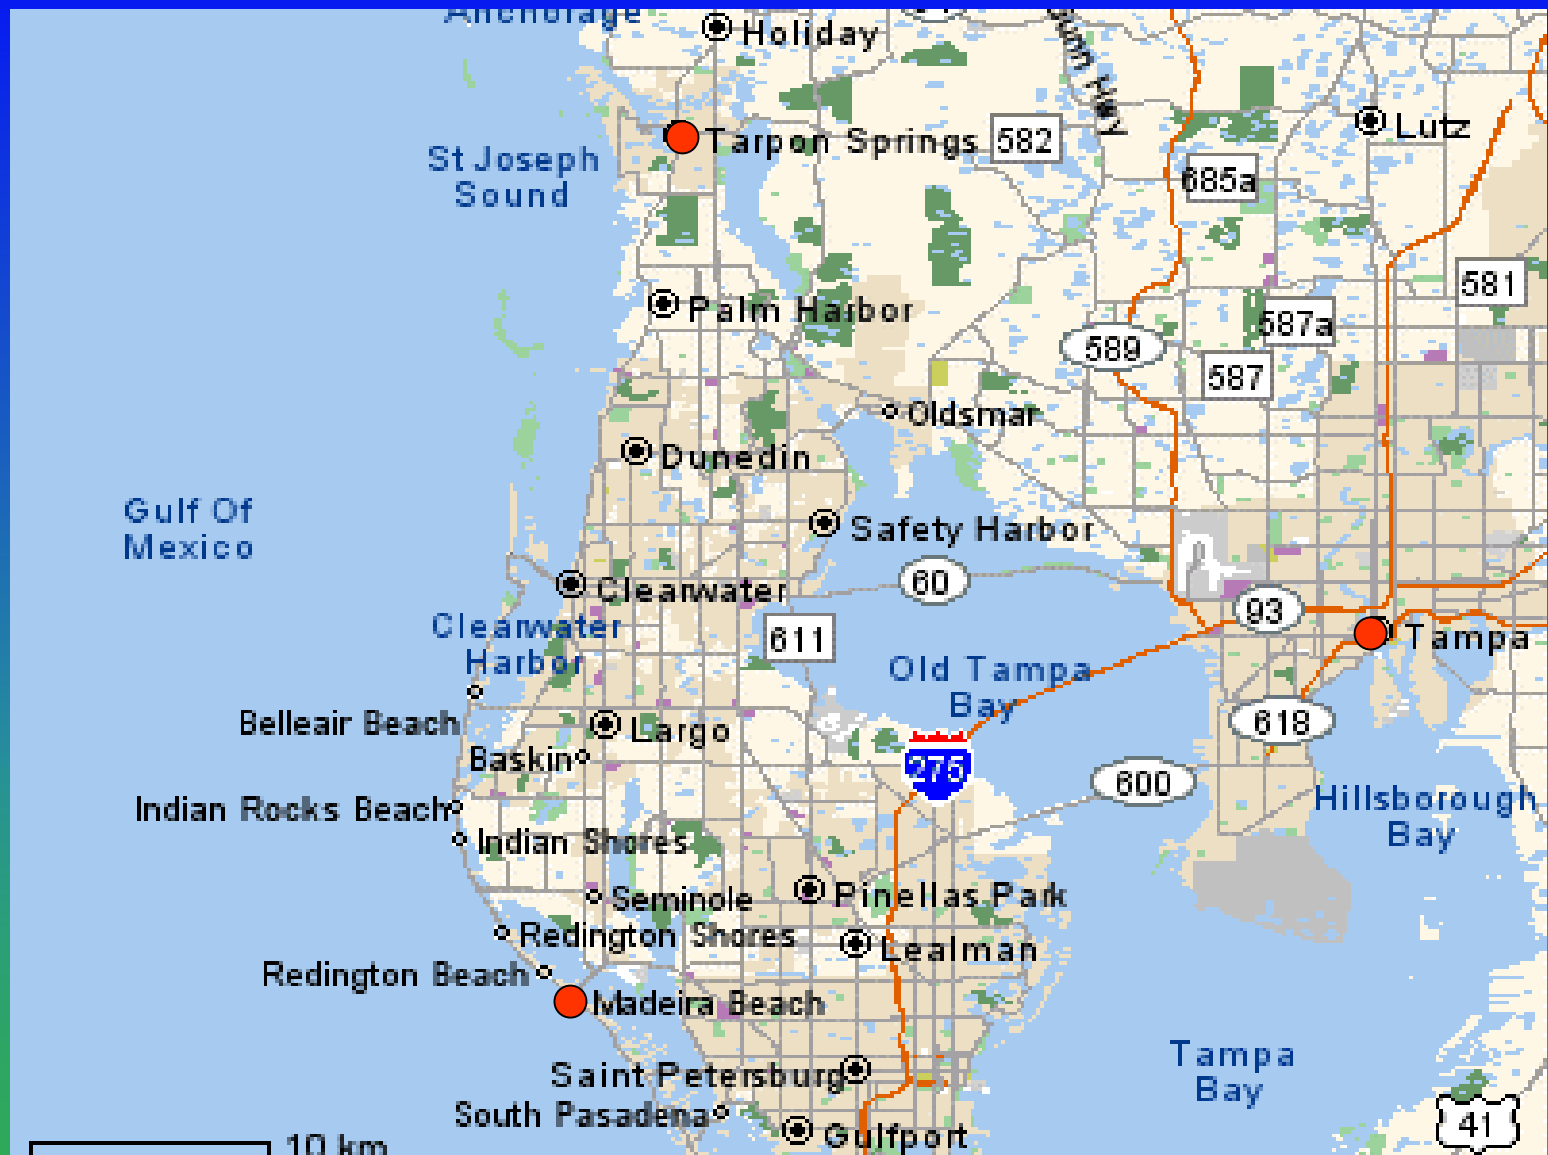 Anchorage
Holiday
Gunn Hwy
Tarpon Springs
582
Lutz
St Joseph
Sound
685a
Palm Harbor
581
587a
589
587
Oldsmar
Dunedin
Gulf Of
Mexico
Safety Harbor
Clearwater
60
93
Clearwater
Harbor
611
Tampa
Old Tampa
Bay
Belleair Beach
Largo
618
Baskin
275
600
Indian Rocks Beach
Hillsborough
Bay
Indian Shores
Seminole
Pinellas Park
Redington Shores
Lealman
Redington Beach
Madeira Beach
Saint Petersburg
Tampa
Bay
South Pasadena
Gulfport
41
10 km